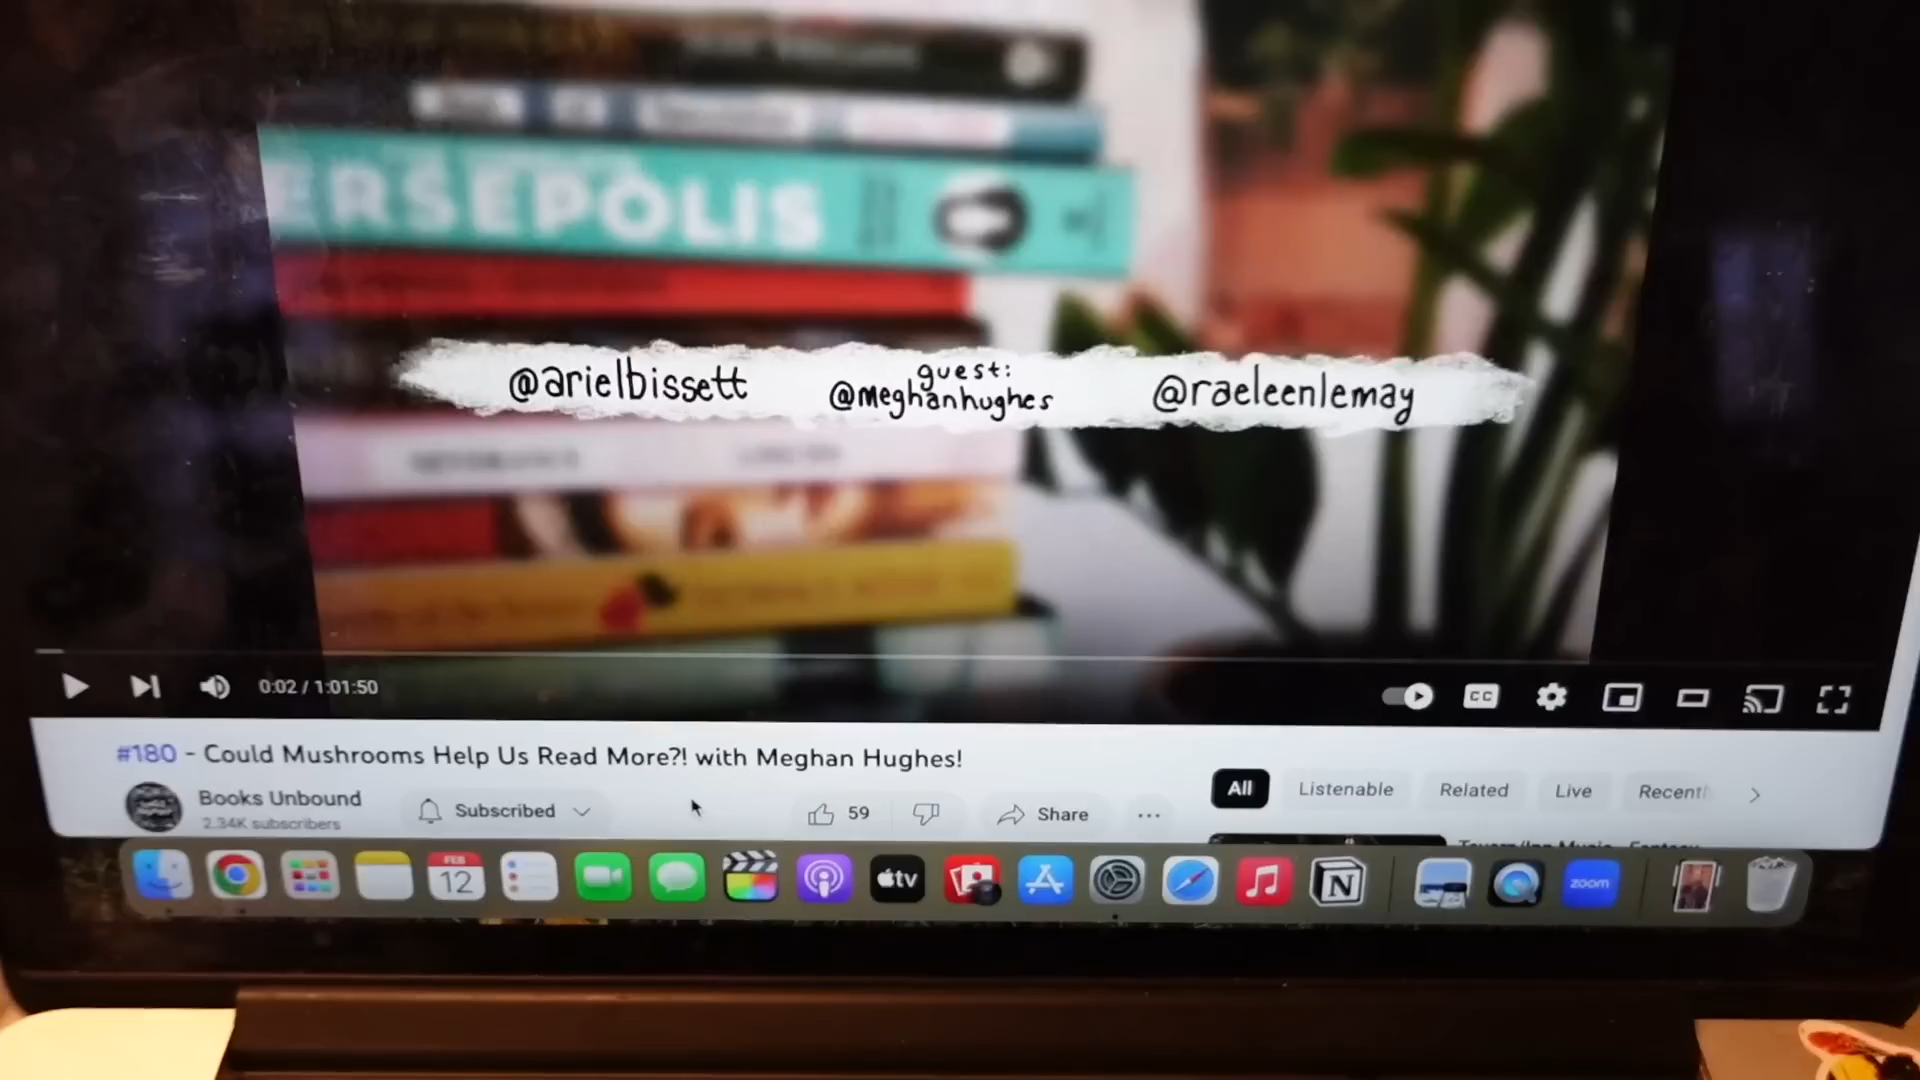 ERSEPOLIS
@arielbissett
guest:
@meghanhughes
@raeleenlemay
0:02 / 1:01:50
CC
#180 - Could Mushrooms Help Us Read More?! with Meghan Hughes!
Books Unbound
2.34K subscribers
Subscribed
59
Share
All
Listenable
Related
Live
Recent
FEB
12
tv
zoom